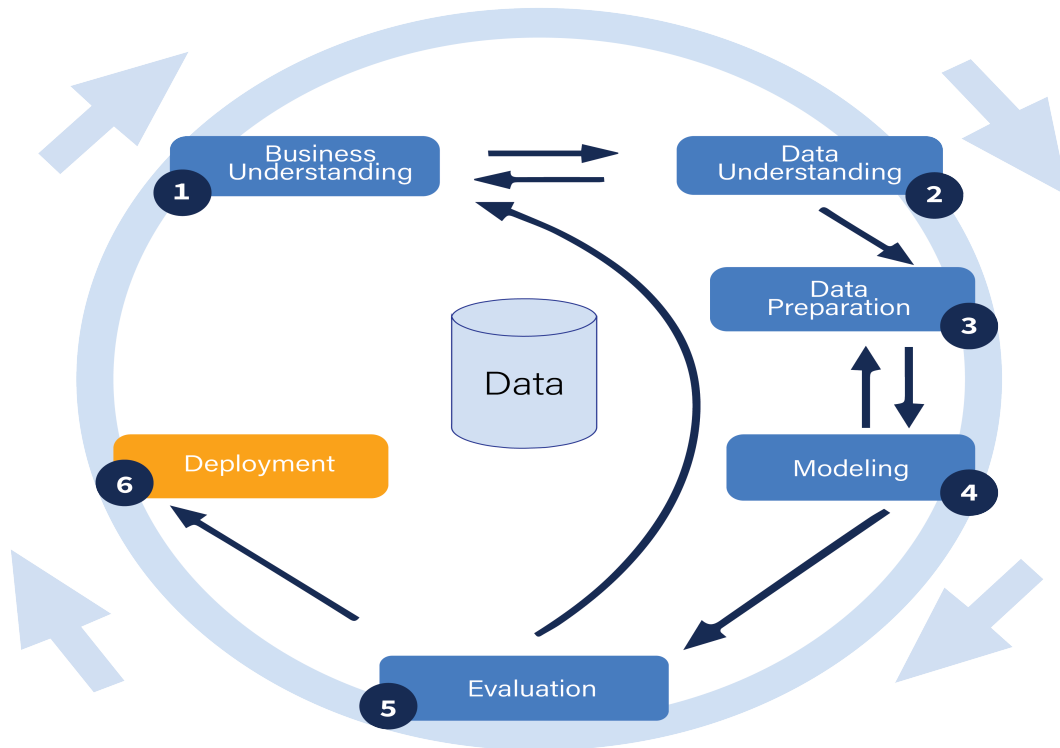 Business
Understanding
1
Data
Understanding
2
Data
Preparation
3
Data
Modeling
4
Deployment
6
Evaluation
5